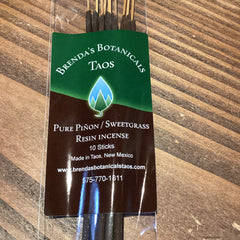 Brenda's Botanicals
Taos
Pure Piñon / Sweetgrass
Resin incense
10 Sticks
Made in Taos, New Mexico
www.brendasbotanicalstaos.com
575-770-1811